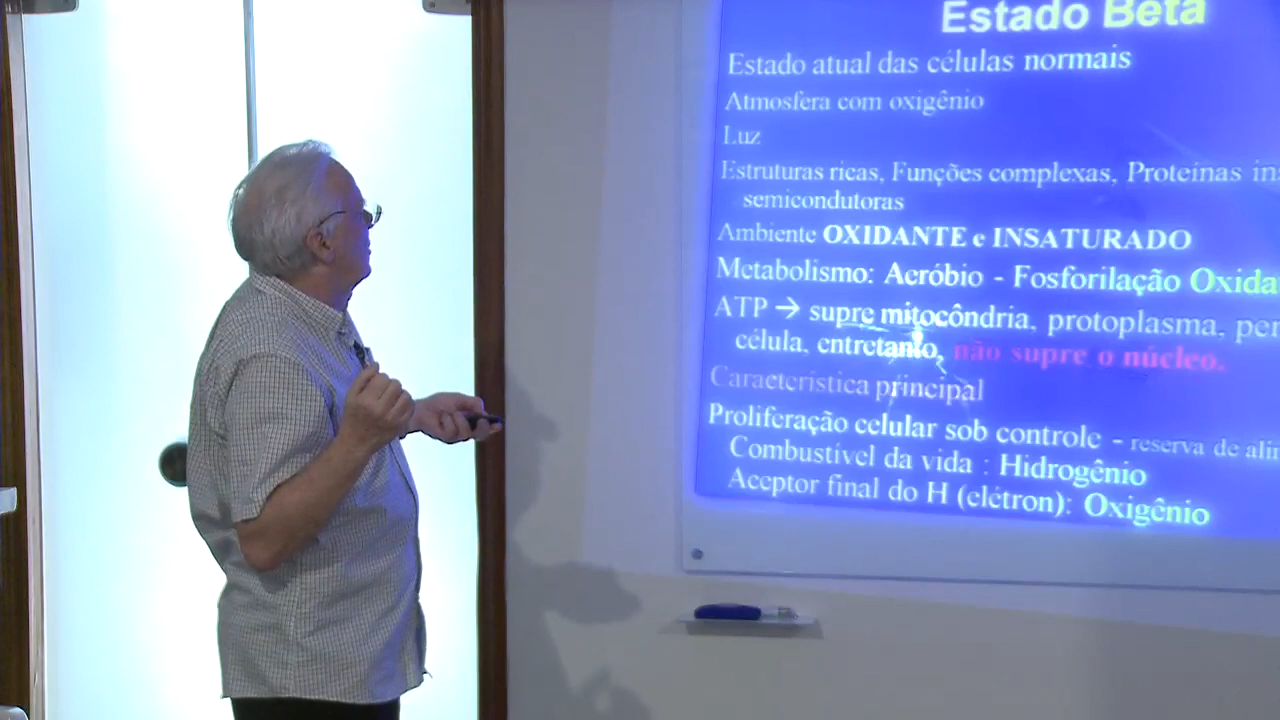 Estado Beta
Estado atual das células normais
Atmosfera com oxigênio
Luz
Estruturas ricas, Funções complexas, Proteínas
semicondutoras
Ambiente OXIDANTE e INSATURADO
Metabolismo: Aeróbio - Fosforilação
ATP → supre mitocôndria, protoplasma,
célula, entretanto, não supre o núcleo.
Característica principal
Proliferação celular sob controle - reserva de
Combustível da vida : Hidrogênio
Aceptor final do H (elétron): Oxigênio